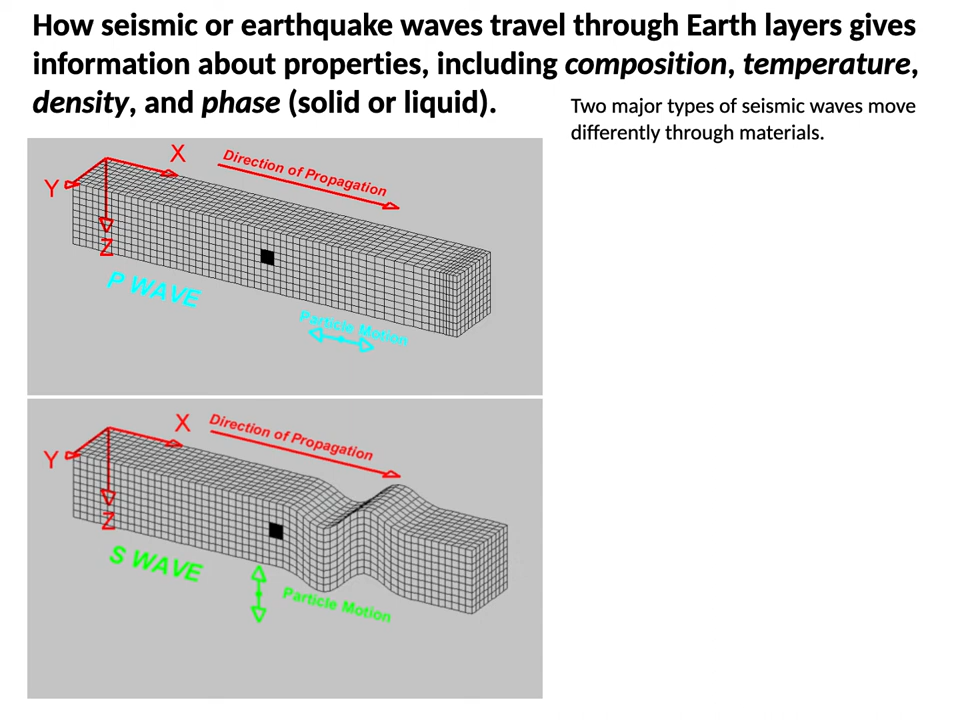 How seismic or earthquake waves travel through Earth layers gives
information about properties, including composition, temperature,
density, and phase (solid or liquid).
Two major types of seismic waves move
differently through materials.
X
Direction of Propagation
Y
Z
P WAVE
Particle Motion
X
Direction of Propagation
Y
Z
S WAVE
Particle Motion